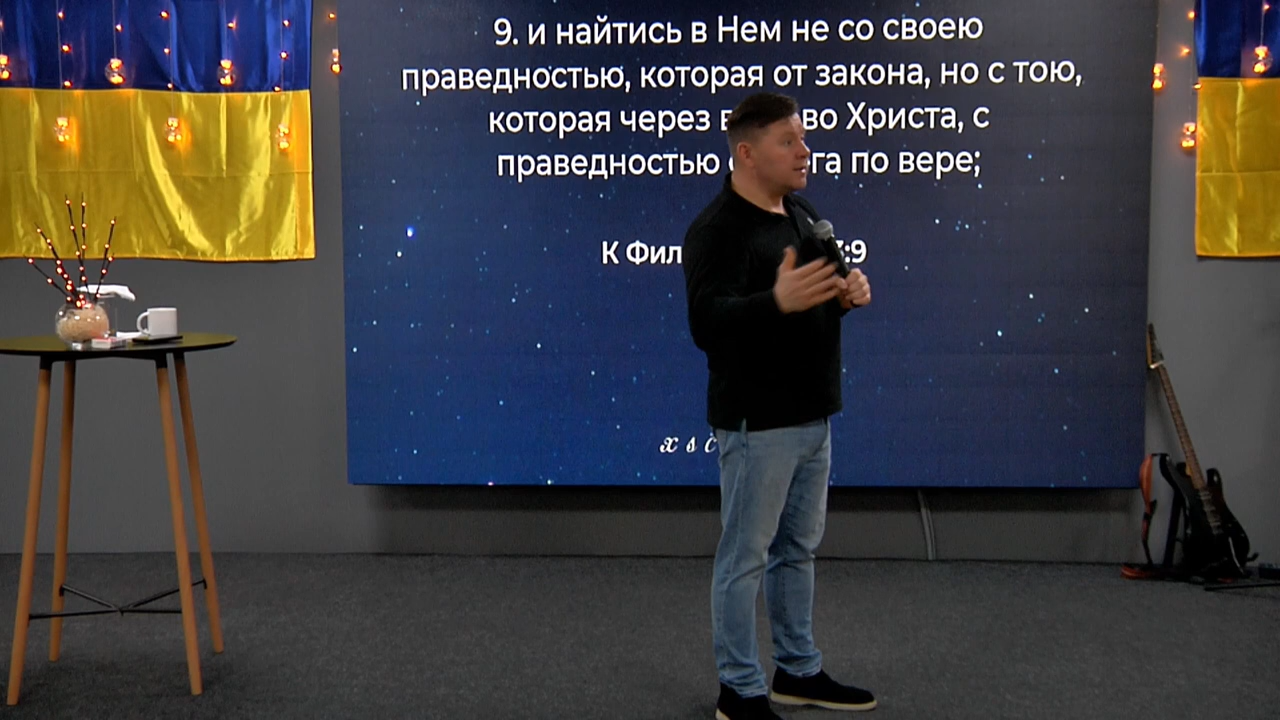 9. и найтись в Нем не со своею
праведностью, которая от закона, но с тою,
которая через во Христа, с
праведностью по вере;
К :9